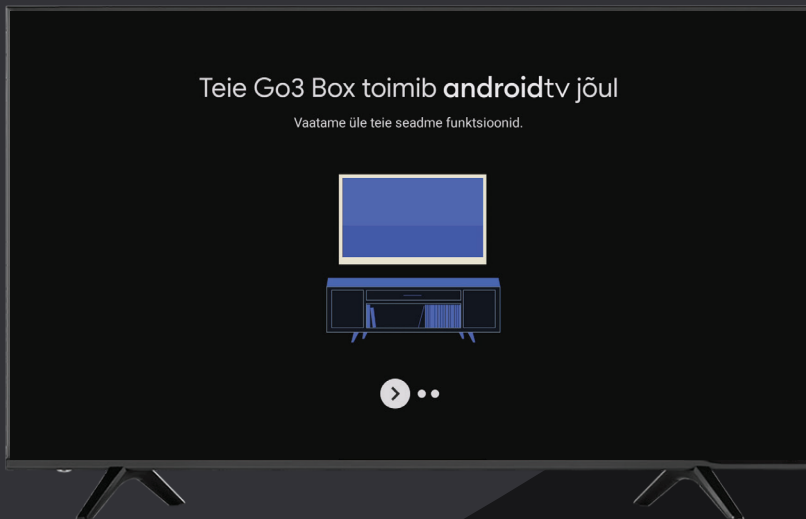 Teie Go3 Box toimib androidtv jõul
Vaatame üle teie seadme funktsioonid.